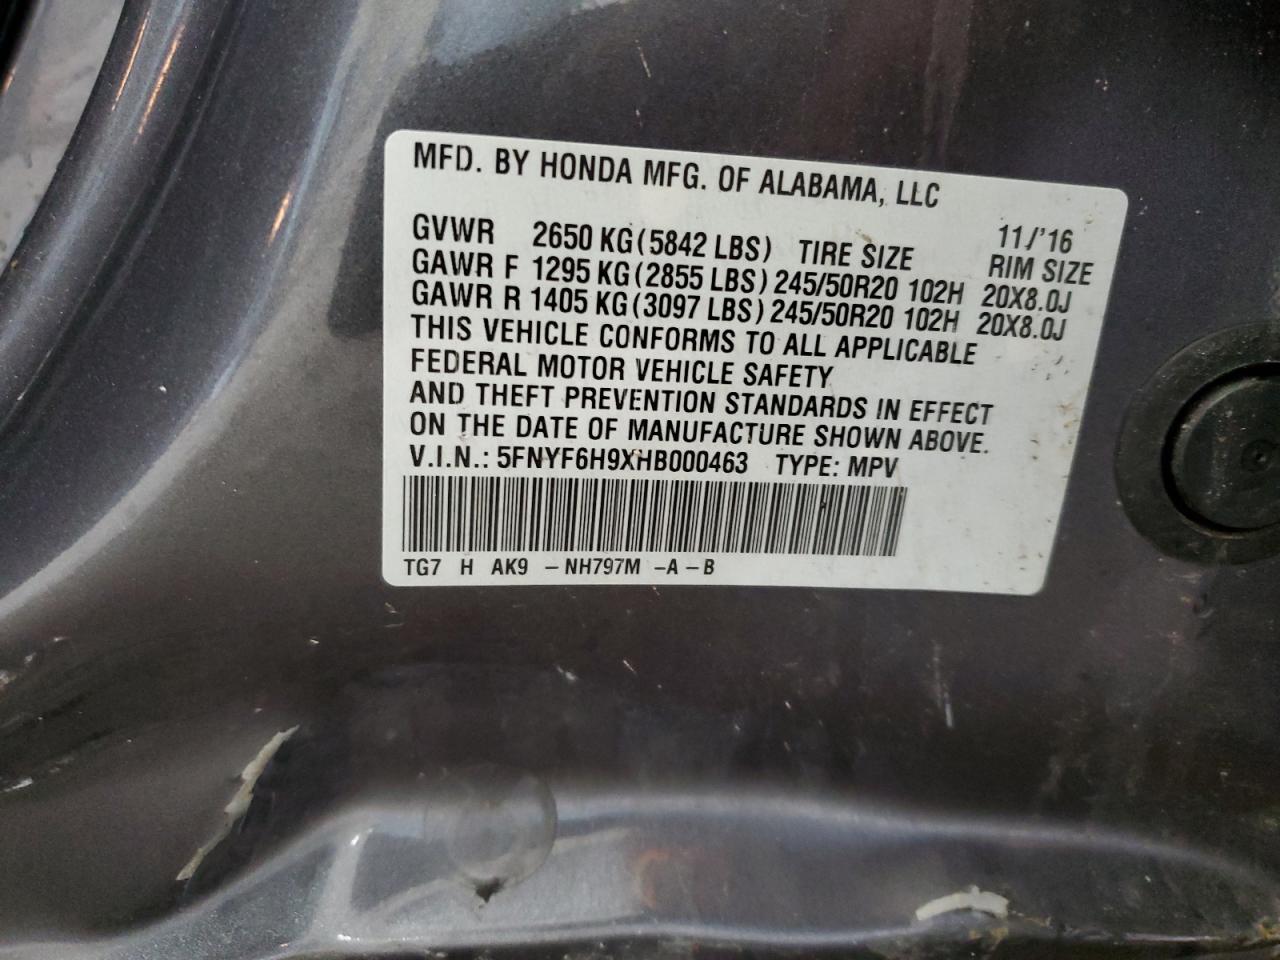 MFD. BY HONDA MFG. OF ALABAMA, LLC
11/'16
GVWR 2650 KG (5842 LBS) TIRE SIZE RIM SIZE
GAWR F 1295 KG (2855 LBS) 245/50R20 102H 20X8.0J
GAWR R 1405 KG (3097 LBS) 245/50R20 102H 20X8.0J
THIS VEHICLE CONFORMS TO ALL APPLICABLE
FEDERAL MOTOR VEHICLE SAFETY
AND THEFT PREVENTION STANDARDS IN EFFECT
ON THE DATE OF MANUFACTURE SHOWN ABOVE.
V.I.N.: 5FNYF6H9XHB000463 TYPE: MPV
TG7 H AK9 –NH797M –A –B